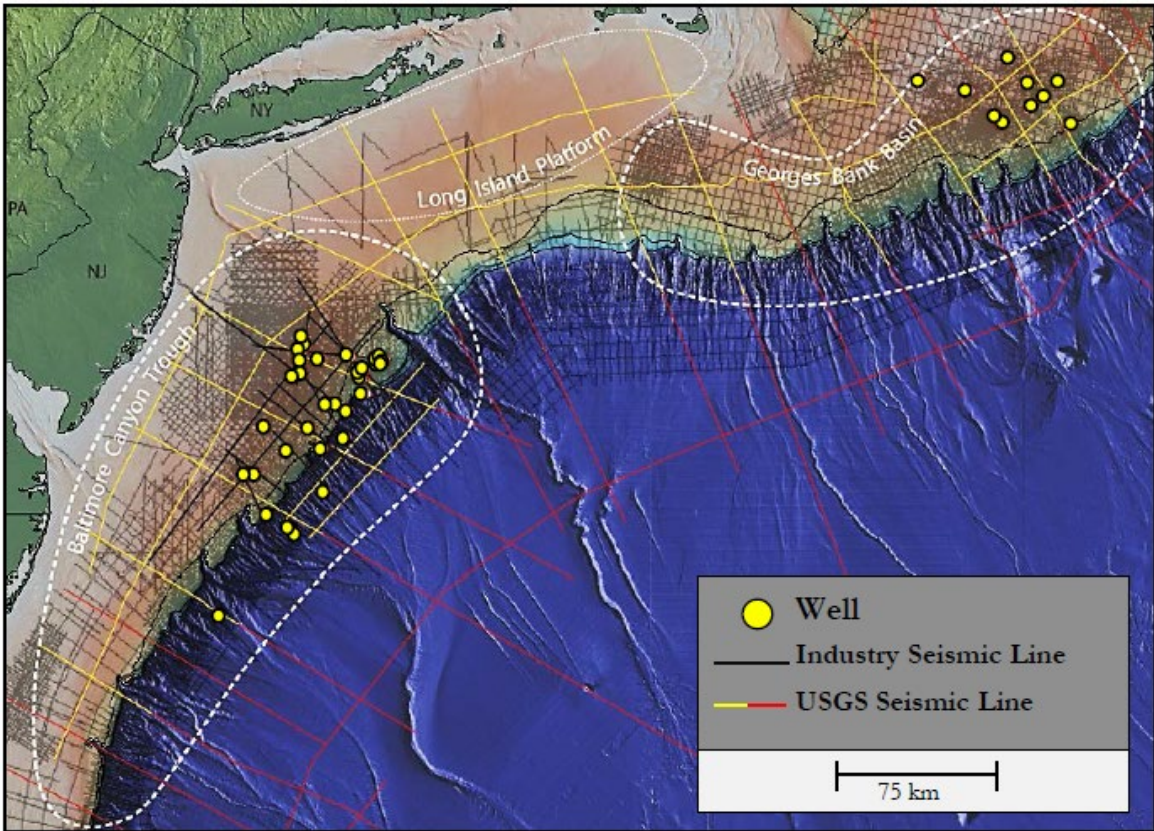 NY
PA
NJ
Long Island Platform
Georges Bank Basin
Baltimore Canyon Trough
Well
Industry Seismic Line
USGS Seismic Line
75 km